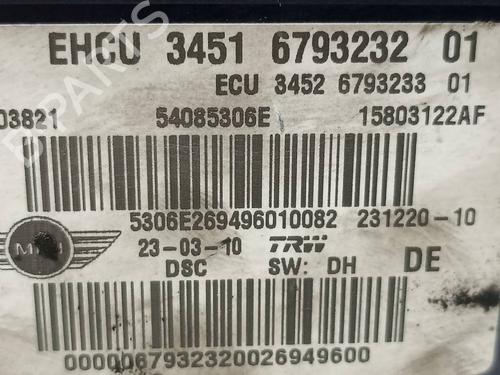 EHCU 3451 6793232 01
ECU 3452 6793233 01
03821 54085306E 15803122AF
5306E269496010082 231220-10
23-03-10 TRW DE
DSC SW: DH
0000067932320026949600
B PARTS